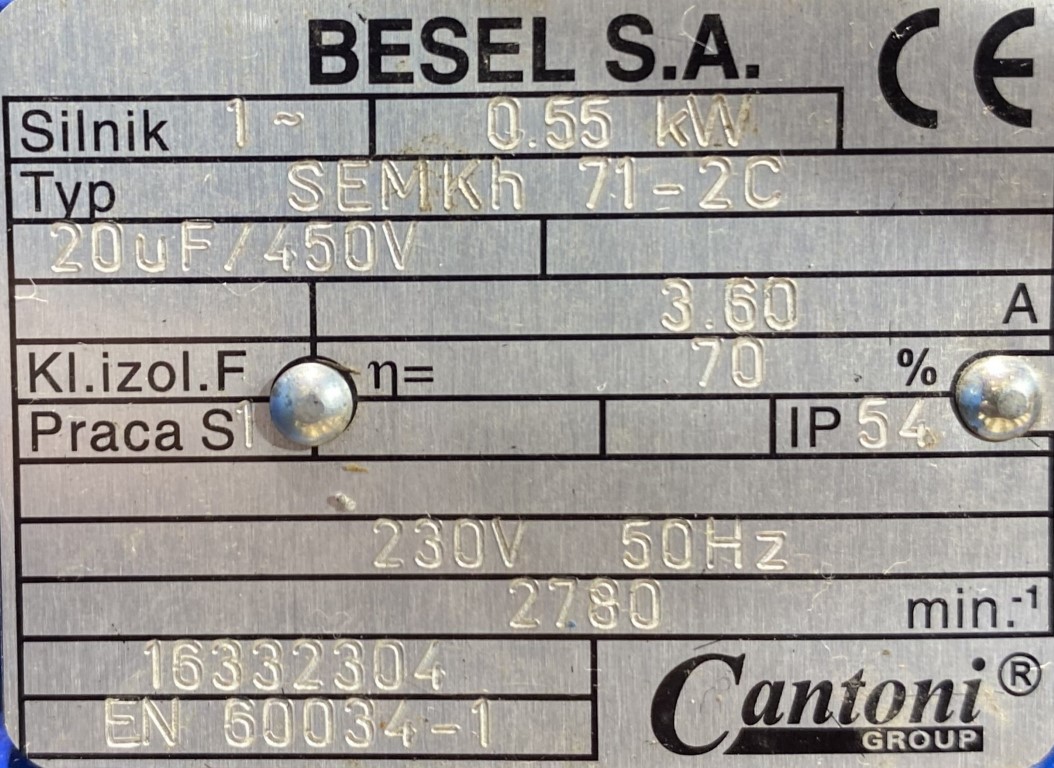 BESEL S.A.
CE
Silnik 1~ 0.55 kW
Typ SEMKh 71-2C
20uF/450V
3.60 A
Kl.izol.F η= 70 %
Praca S1 IP 54
230V 50Hz
2780 min.-1
16332304
EN 60034-1
Cantoni ®
GROUP